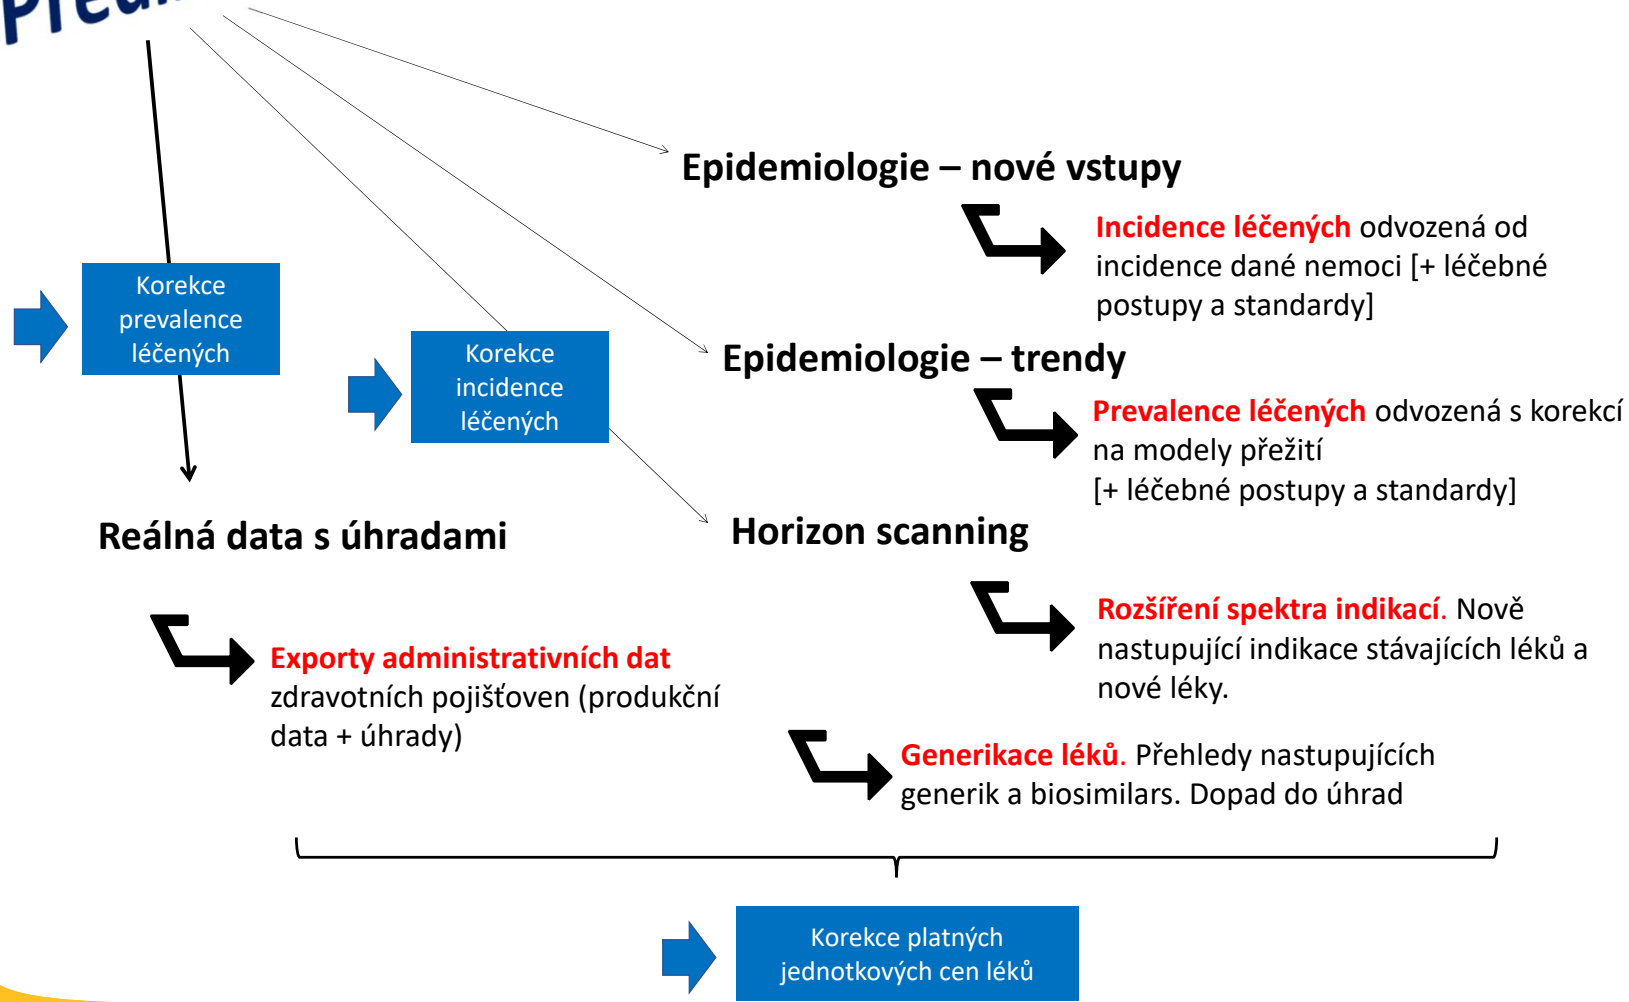 Epidemiologie – nové vstupy
Incidence léčených odvozená od
incidence dané nemoci [+ léčebné
postupy a standardy]
Korekce
prevalence
léčených
Korekce
incidence
léčených
Epidemiologie – trendy
Prevalence léčených odvozená s korekcí
na modely přežití
[+ léčebné postupy a standardy]
Reálná data s úhradami
Horizon scanning
Exporty administrativních dat
zdravotních pojišťoven (produkční
data + úhrady)
Rozšíření spektra indikací. Nově
nastupující indikace stávajících léků a
nové léky.
Generikace léků. Přehledy nastupujících
generik a biosimilars. Dopad do úhrad
Korekce platných
jednotkových cen léků